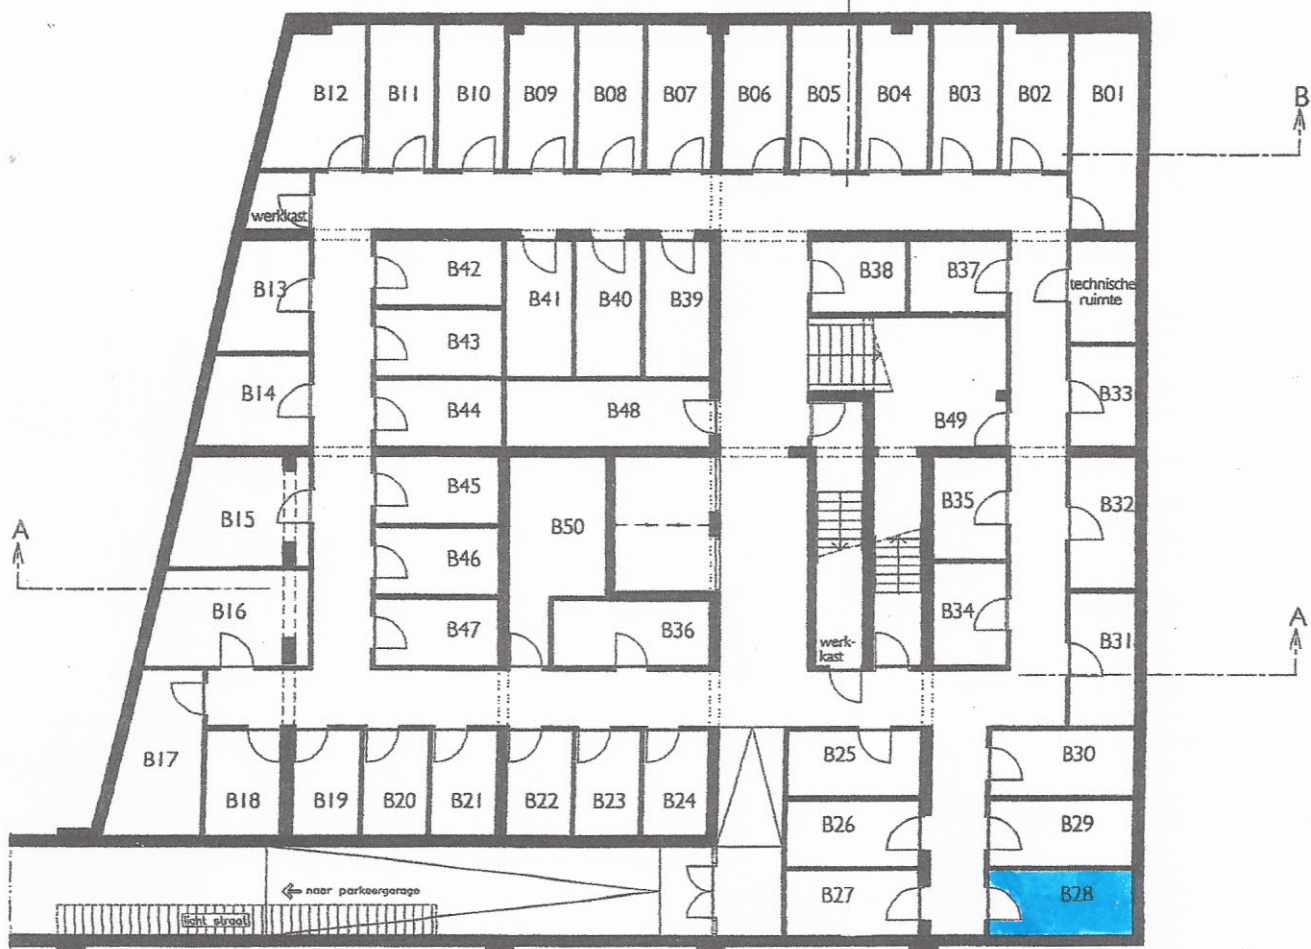 B12 B11 B10 B09 B08 B07 B06 B05 B04 B03 B02 B01
B
werkkast
B42 B38 B37
B13 B41 B40 B39 technische
ruimte
B43
B14 B44 B48 B33
B49
B45 B35 B32
B15 B50
A
B46
B16 B34
B47 B36 werk-
kast B31
A
B17 B25 B30
B18 B19 B20 B21 B22 B23 B24
B26 B29
naar parkeergarage
B27 B28
licht straat